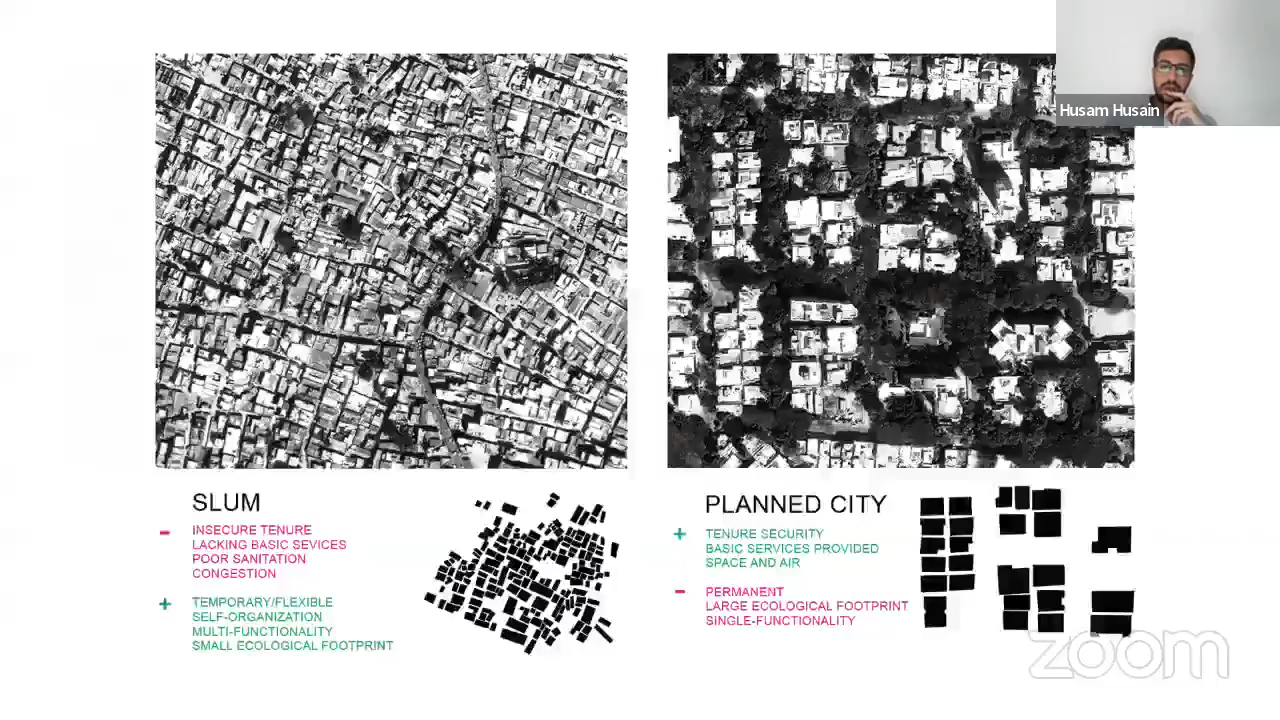 Husam Husain
SLUM
- INSECURE TENURE
LACKING BASIC SEVICES
POOR SANITATION
CONGESTION
+ TEMPORARY/FLEXIBLE
SELF-ORGANIZATION
MULTI-FUNCTIONALITY
SMALL ECOLOGICAL FOOTPRINT
PLANNED CITY
+ TENURE SECURITY
BASIC SERVICES PROVIDED
SPACE AND AIR
- PERMANENT
LARGE ECOLOGICAL FOOTPRINT
SINGLE-FUNCTIONALITY
zoom